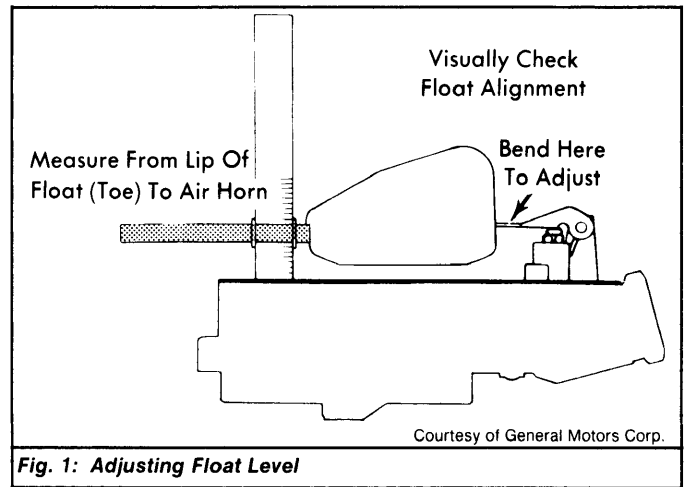 Visually Check
Float Alignment
Measure From Lip Of
Float (Toe) To Air Horn
Bend Here
To Adjust
Courtesy of General Motors Corp.
Fig. 1: Adjusting Float Level